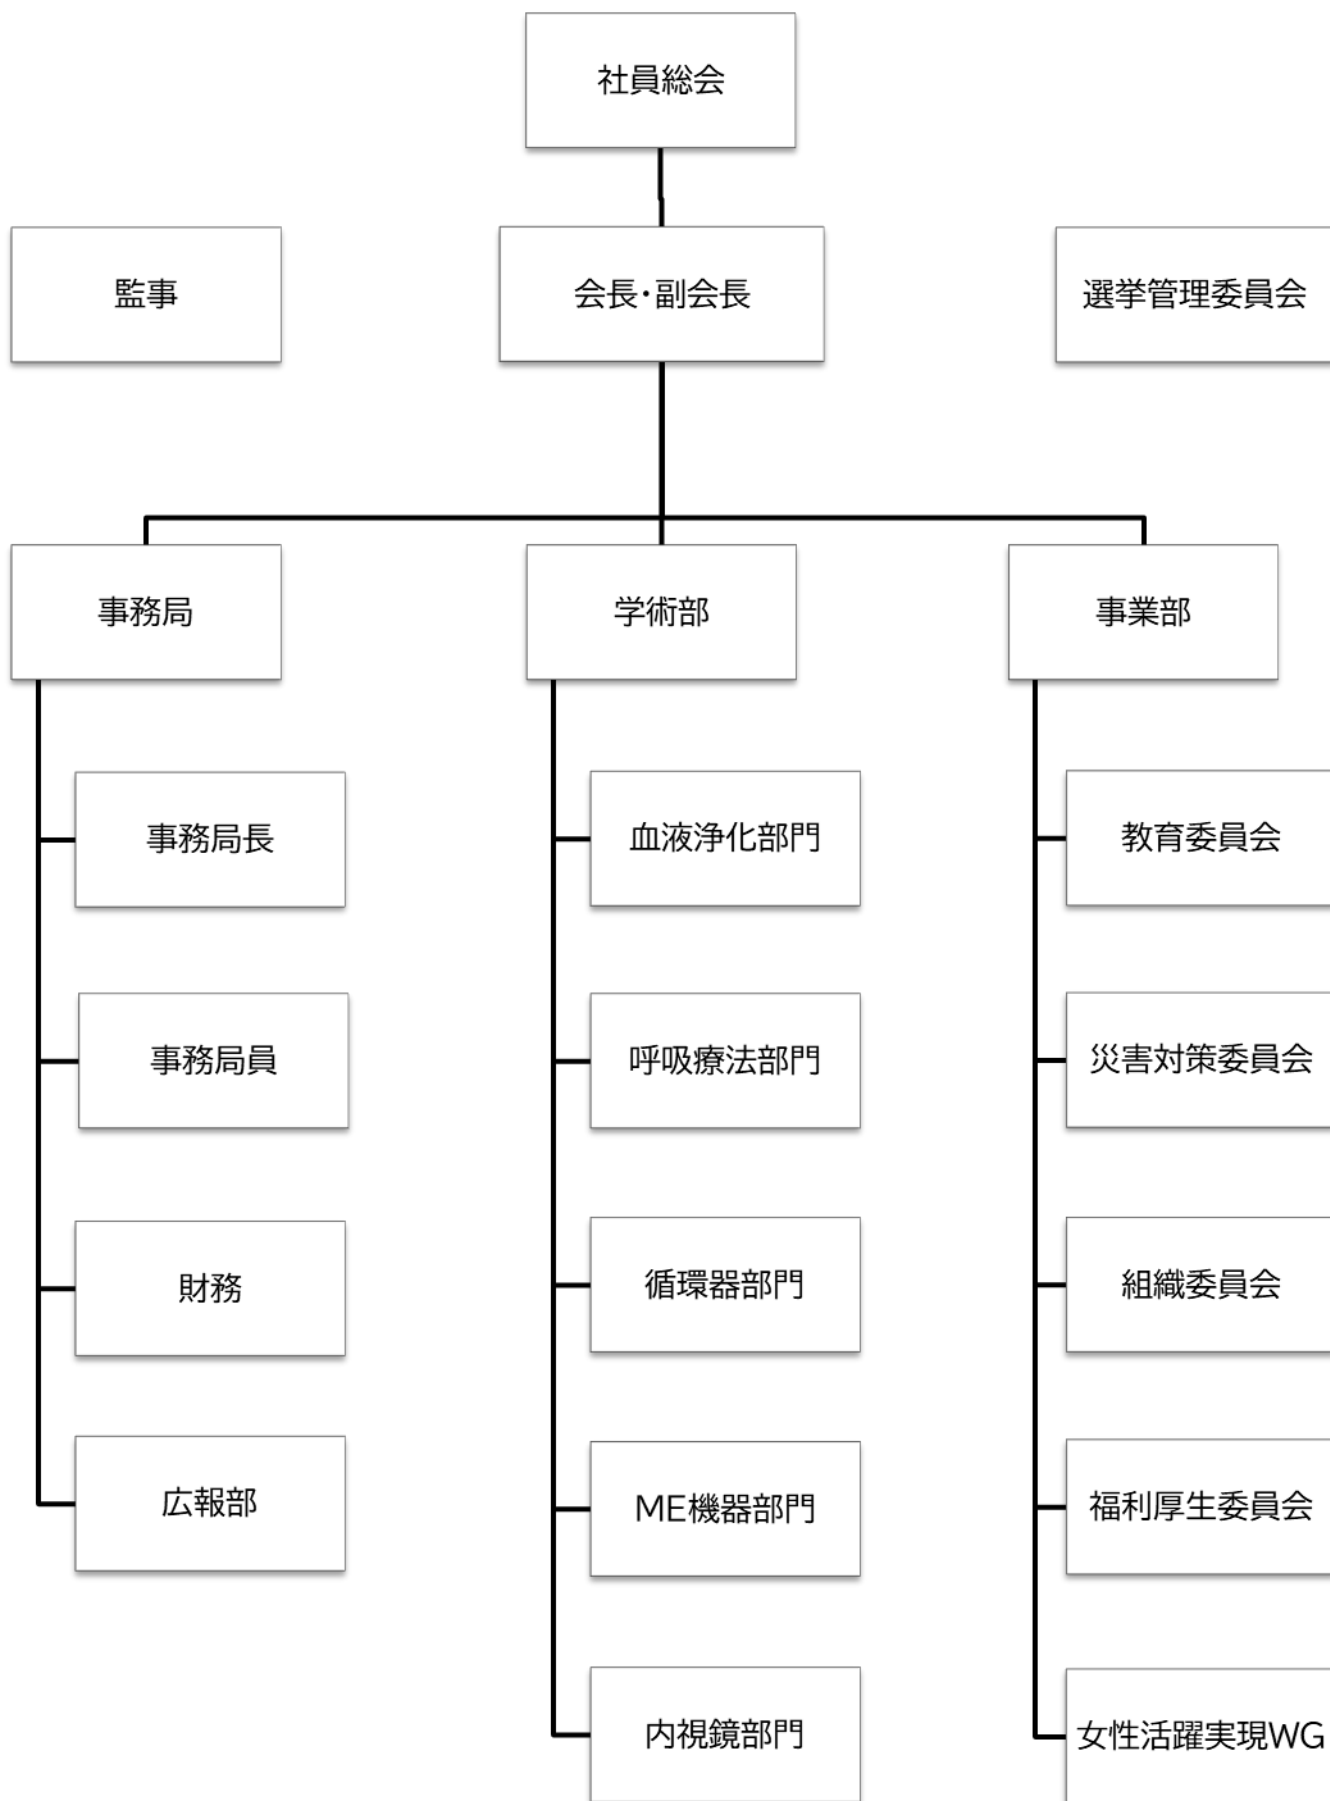 社員総会
監事
会長・副会長
選挙管理委員会
事務局
学術部
事業部
事務局長
血液浄化部門
教育委員会
事務局員
呼吸療法部門
災害対策委員会
財務
循環器部門
組織委員会
広報部
ME機器部門
福利厚生委員会
内視鏡部門
女性活躍実現WG